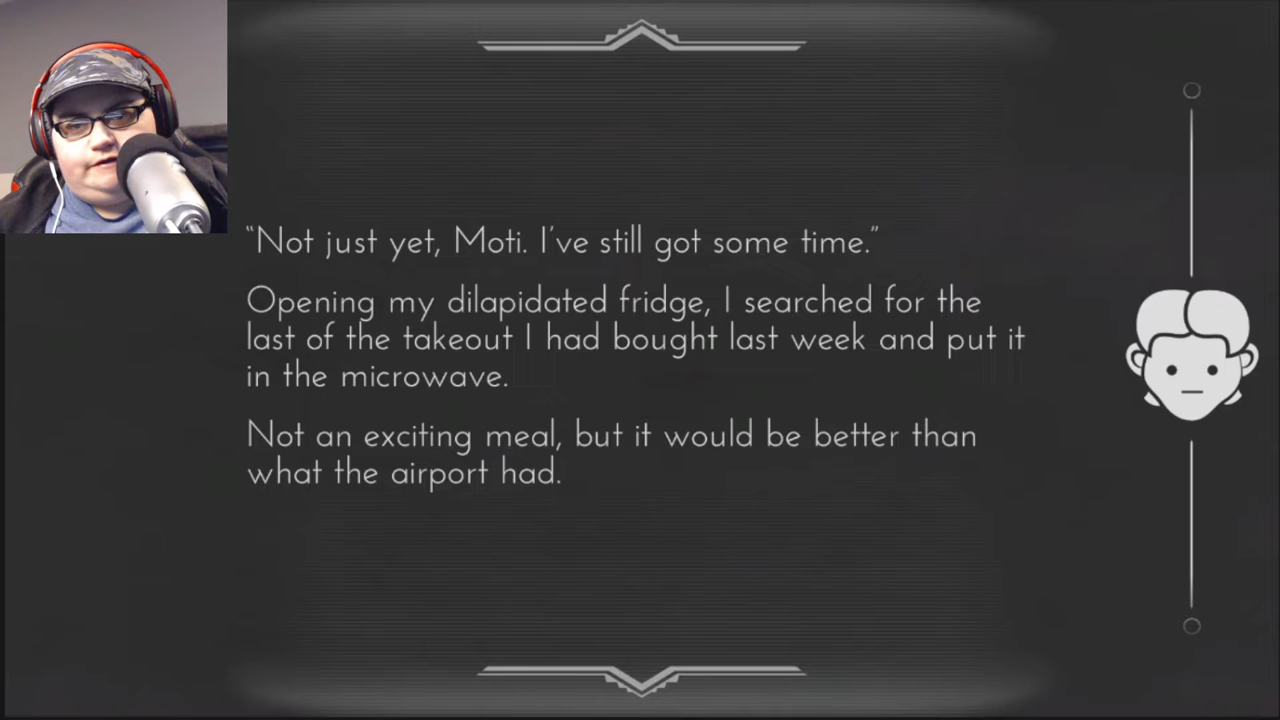 “Not just yet, Moti. I’ve still got some time.”
Opening my dilapidated fridge, I searched for the
last of the takeout I had bought last week and put it
in the microwave.
Not an exciting meal, but it would be better than
what the airport had.